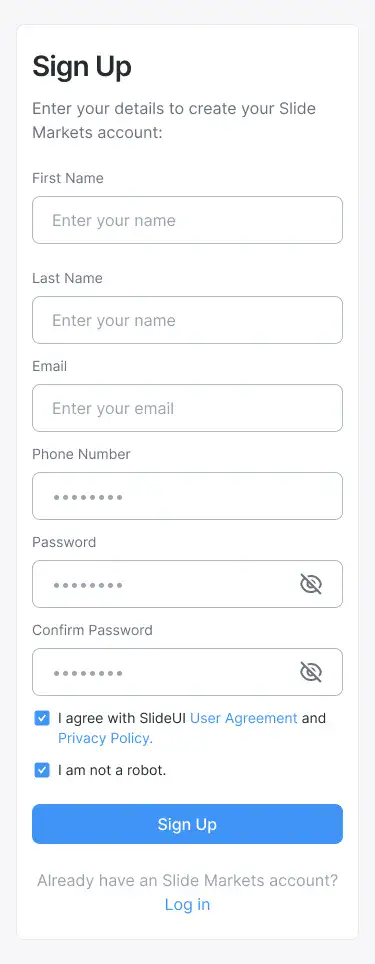 Sign Up
Enter your details to create your Slide
Markets account:
First Name
Enter your name
Last Name
Enter your name
Email
Enter your email
Phone Number
••••••••
Password
••••••••
Confirm Password
••••••••
I agree with SlideUI User Agreement and
Privacy Policy.
I am not a robot.
Sign Up
Already have an Slide Markets account?
Log in